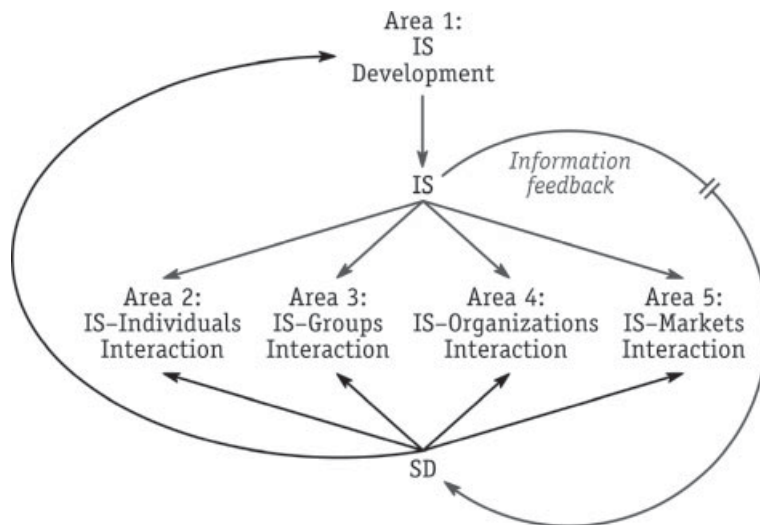 Area 1:
IS
Development
Information
feedback
IS
Area 2:
IS–Individuals
Interaction
Area 3:
IS–Groups
Interaction
Area 4:
IS–Organizations
Interaction
Area 5:
IS–Markets
Interaction
SD